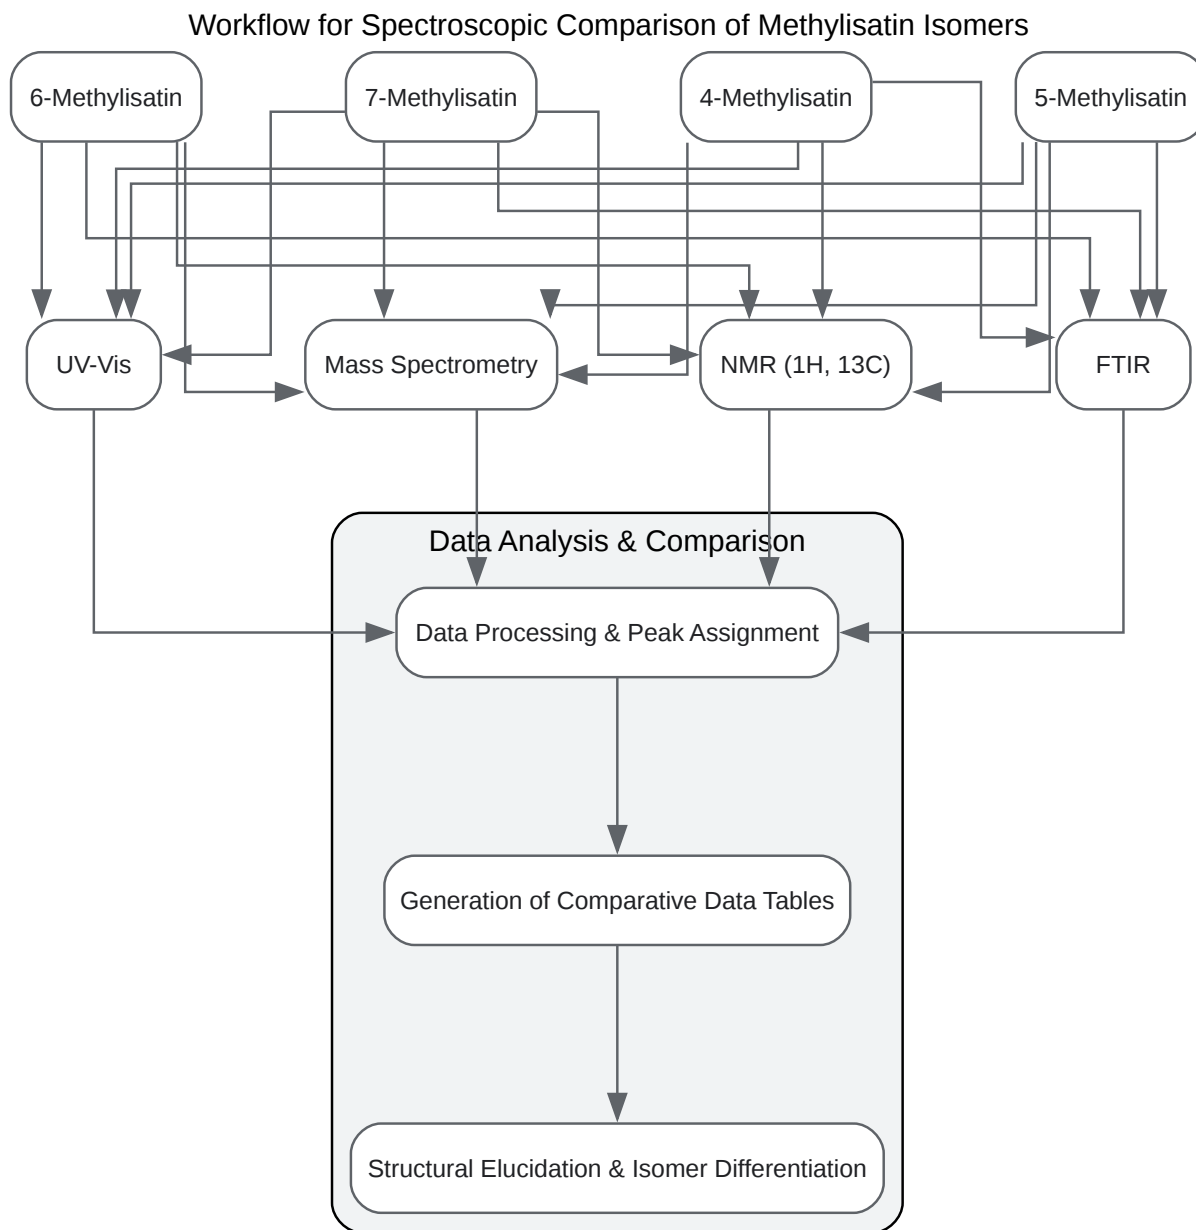 Workflow for Spectroscopic Comparison of Methylisatin Isomers
6-Methylisatin
7-Methylisatin
4-Methylisatin
5-Methylisatin
UV-Vis
Mass Spectrometry
NMR (1H, 13C)
FTIR
Data Analysis & Comparison
Data Processing & Peak Assignment
Generation of Comparative Data Tables
Structural Elucidation & Isomer Differentiation